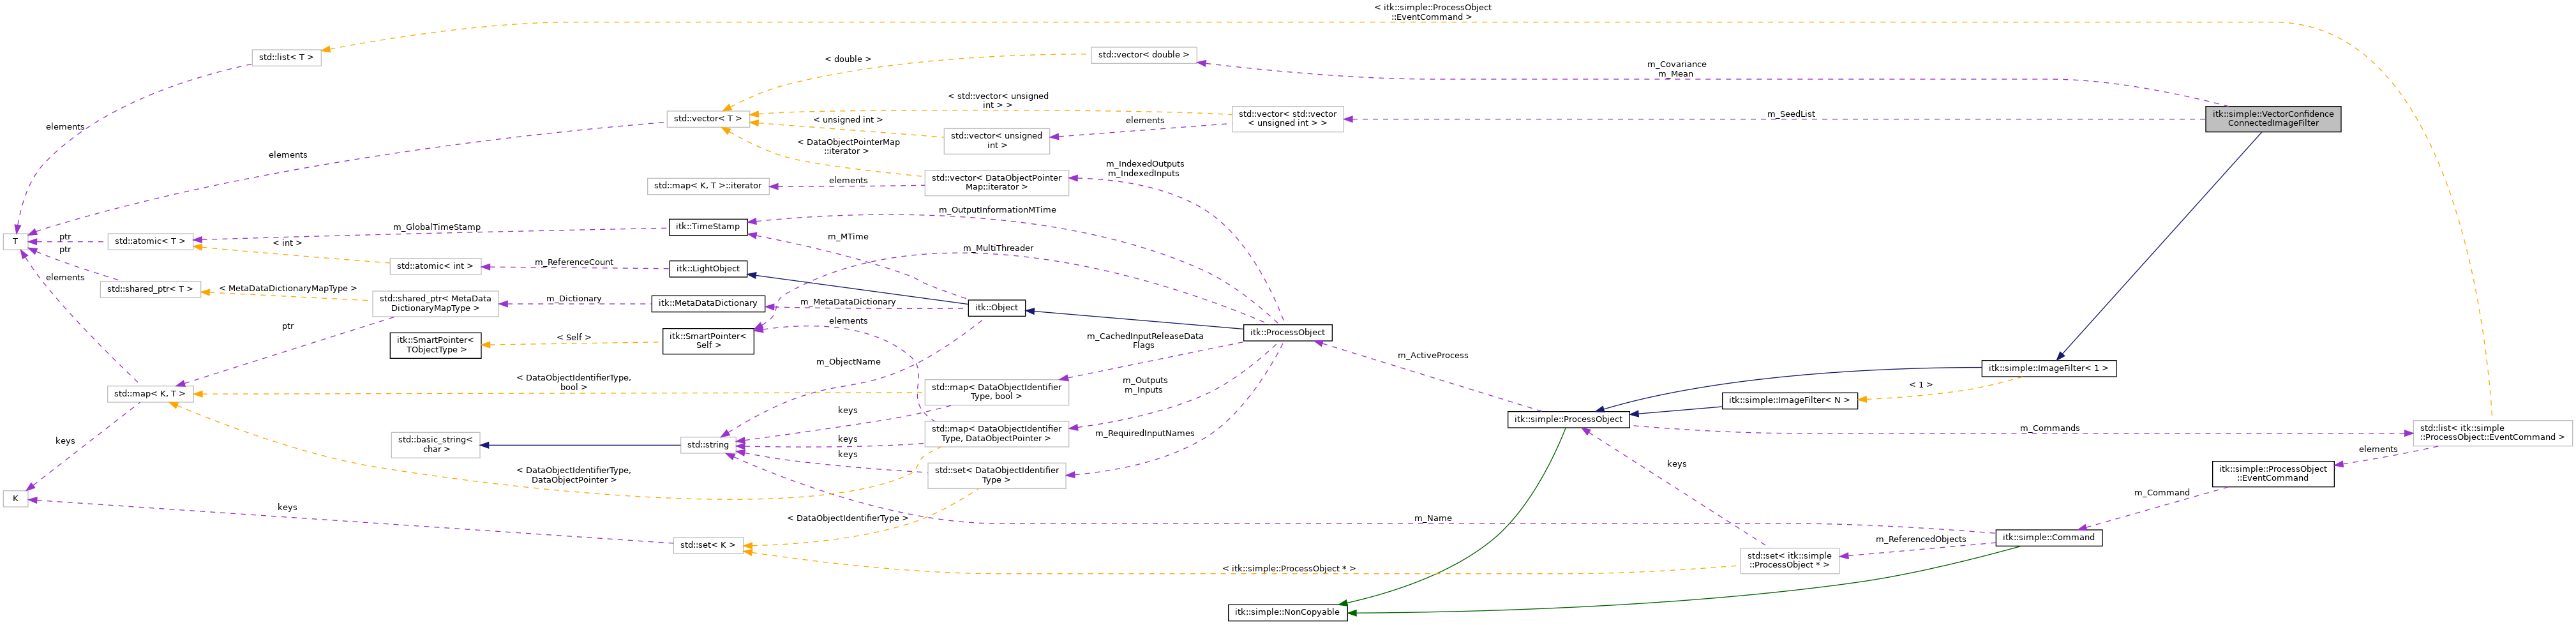 < itk::simple::ProcessObject
::EventCommand >
std::list< T >
std::vector< double >
< double >
m_Covariance
m_Mean
< std::vector< unsigned
int > >
std::vector< T >
std::vector< std::vector
< unsigned int > >
m_SeedList
itk::simple::VectorConfidence
ConnectedImageFilter
< unsigned int >
elements
elements
std::vector< unsigned
int >
< DataObjectPointerMap
::iterator >
elements
m_IndexedOutputs
m_IndexedInputs
std::map< K, T >::iterator
elements
std::vector< DataObjectPointer
Map::iterator >
m_OutputInformationMTime
m_GlobalTimeStamp
itk::TimeStamp
T
ptr
std::atomic< T >
< int >
m_MTime
ptr
m_MultiThreader
std::atomic< int >
m_ReferenceCount
itk::LightObject
elements
std::shared_ptr< T >
< MetaDataDictionaryMapType >
std::shared_ptr< MetaData
DictionaryMapType >
m_Dictionary
itk::MetaDataDictionary
m_MetaDataDictionary
itk::Object
elements
ptr
itk::SmartPointer<
TObjectType >
< Self >
itk::SmartPointer<
Self >
itk::ProcessObject
m_CachedInputReleaseData
Flags
m_ObjectName
m_ActiveProcess
itk::simple::ImageFilter< 1 >
< DataObjectIdentifierType,
bool >
std::map< K, T >
std::map< DataObjectIdentifier
Type, bool >
m_Outputs
m_Inputs
< 1 >
itk::simple::ImageFilter< N >
keys
itk::simple::ProcessObject
m_Commands
std::list< itk::simple
::ProcessObject::EventCommand >
keys
std::basic_string<
char >
std::string
keys
std::map< DataObjectIdentifier
Type, DataObjectPointer >
m_RequiredInputNames
keys
elements
< DataObjectIdentifierType,
DataObjectPointer >
std::set< DataObjectIdentifier
Type >
keys
itk::simple::ProcessObject
::EventCommand
K
keys
m_Command
< DataObjectIdentifierType >
m_Name
std::set< K >
itk::simple::Command
m_ReferencedObjects
std::set< itk::simple
::ProcessObject * >
< itk::simple::ProcessObject * >
itk::simple::NonCopyable